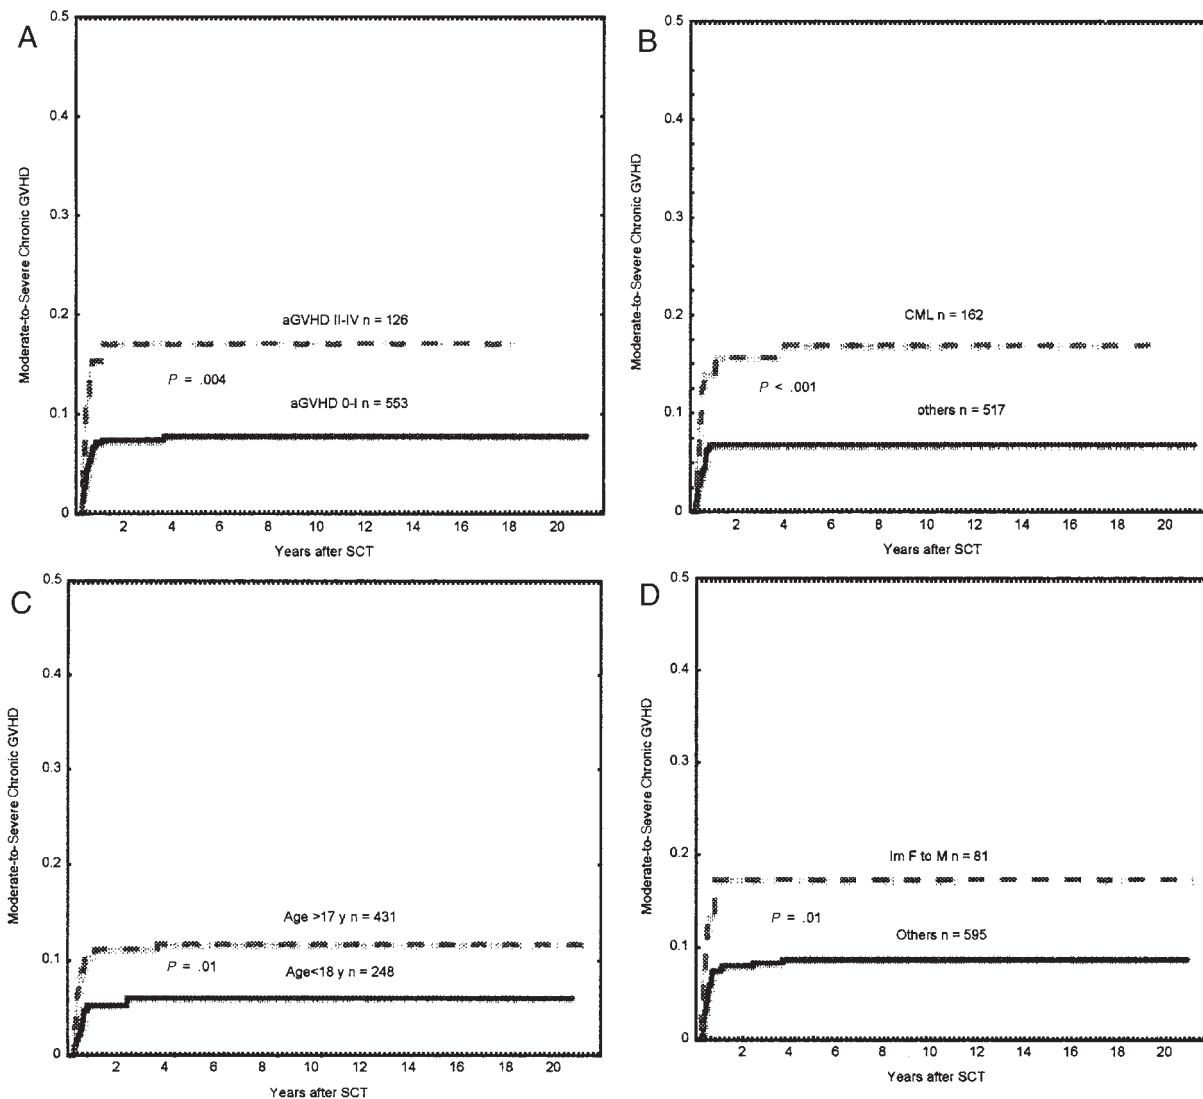 A
Moderate-to-Severe Chronic GVHD
0.5
0.4
0.3
0.2
0.1
0
aGVHD II-IV n = 126
P = .004
aGVHD 0-I n = 553
2 4 6 8 10 12 14 16 18 20
Years after SCT
B
Moderate-to-Severe Chronic GVHD
0.5
0.4
0.3
0.2
0.1
0
CML n = 162
P < .001
others n = 517
2 4 6 8 10 12 14 16 18 20
Years after SCT
C
Moderate-to-Severe Chronic GVHD
0.5
0.4
0.3
0.2
0.1
0
Age >17 y n = 431
P = .01
Age<18 y n = 248
2 4 6 8 10 12 14 16 18 20
Years after SCT
D
Moderate-to-Severe Chronic GVHD
0.5
0.4
0.3
0.2
0.1
0
Im F to M n = 81
P = .01
Others n = 595
2 4 6 8 10 12 14 16 18 20
Years after SCT